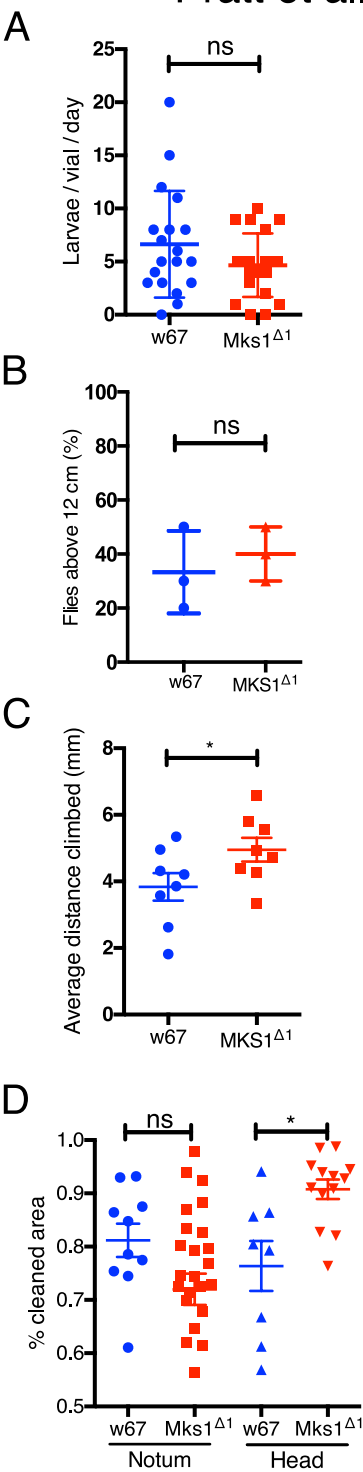 A
Larvae / vial / day
25
20
15
10
5
0
ns
w67 Mks1Δ1
B
Flies above 12 cm (%)
100
80
60
40
20
0
ns
w67 MKS1Δ1
C
Average distance climbed (mm)
8
6
4
2
0
*
w67 MKS1Δ1
D
% cleaned area
1.0
0.9
0.8
0.7
0.6
0.5
ns *
w67 Mks1Δ1 w67 Mks1Δ1
Notum Head